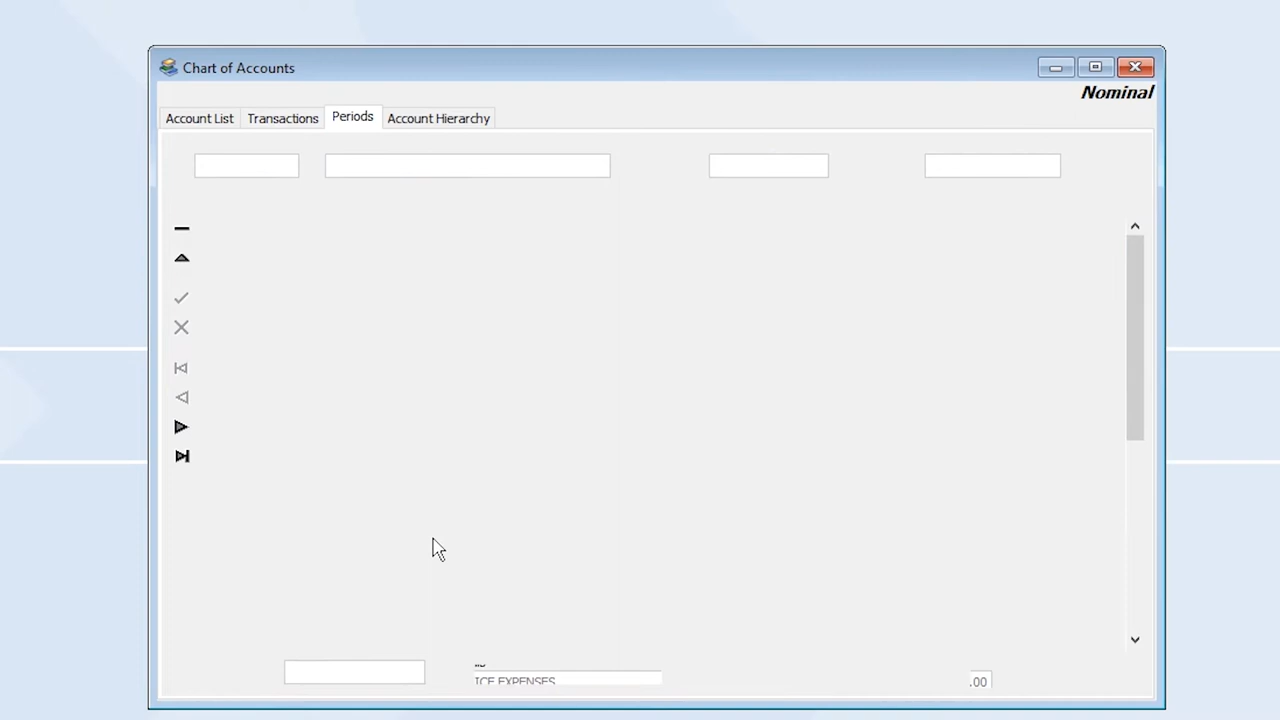 Chart of Accounts
Nominal
Account List Transactions Periods Account Hierarchy
ICE EXPENSES .00